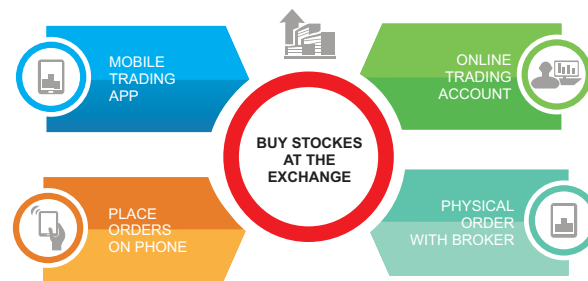 MOBILE
TRADING
APP
ONLINE
TRADING
ACCOUNT
BUY STOCKES
AT THE
EXCHANGE
PLACE
ORDERS
ON PHONE
PHYSICAL
ORDER
WITH BROKER